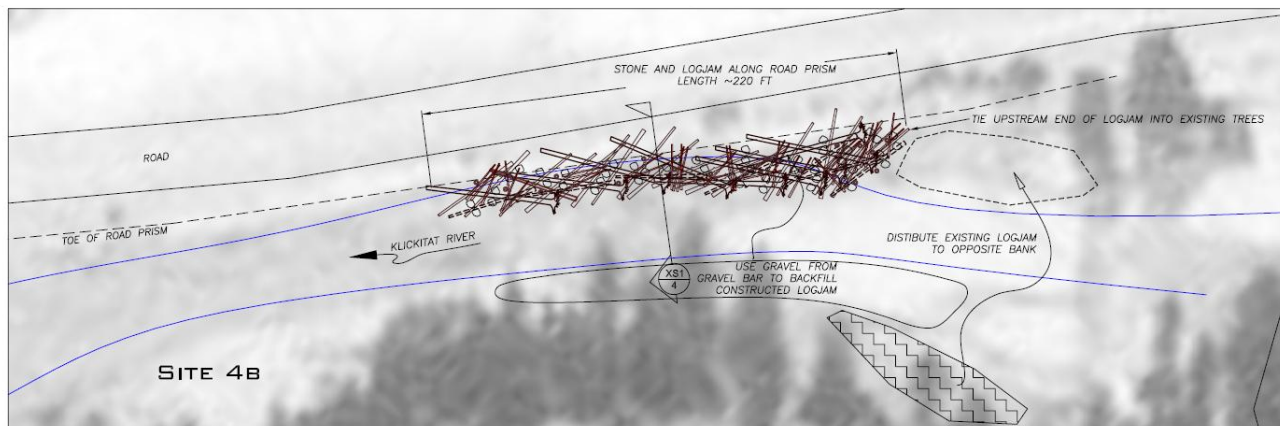 STONE AND LOGJAM ALONG ROAD PRISM
LENGTH ~220 FT
TIE UPSTREAM END OF LOGJAM INTO EXISTING TREES
ROAD
TOE OF ROAD PRISM
KLICKITAT RIVER
DISTIBUTE EXISTING LOGJAM
TO OPPOSITE BANK
XS1
4
USE GRAVEL FROM
GRAVEL BAR TO BACKFILL
CONSTRUCTED LOGJAM
SITE 4B